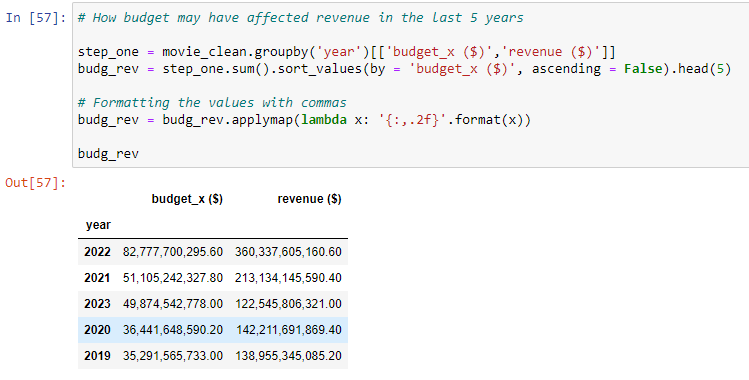 In [57]: # How budget may have affected revenue in the last 5 years
step_one = movie_clean.groupby('year')[['budget_x ($)','revenue ($)']]
budg_rev = step_one.sum().sort_values(by = 'budget_x ($)', ascending = False).head(5)
# Formatting the values with commas
budg_rev = budg_rev.applymap(lambda x: '{:,.2f}'.format(x))
budg_rev
Out[57]:
budget_x ($) revenue ($)
year
2022 82,777,700,295.60 360,337,605,160.60
2021 51,105,242,327.80 213,134,145,590.40
2023 49,874,542,778.00 122,545,806,321.00
2020 36,441,648,590.20 142,211,691,869.40
2019 35,291,565,733.00 138,955,345,085.20